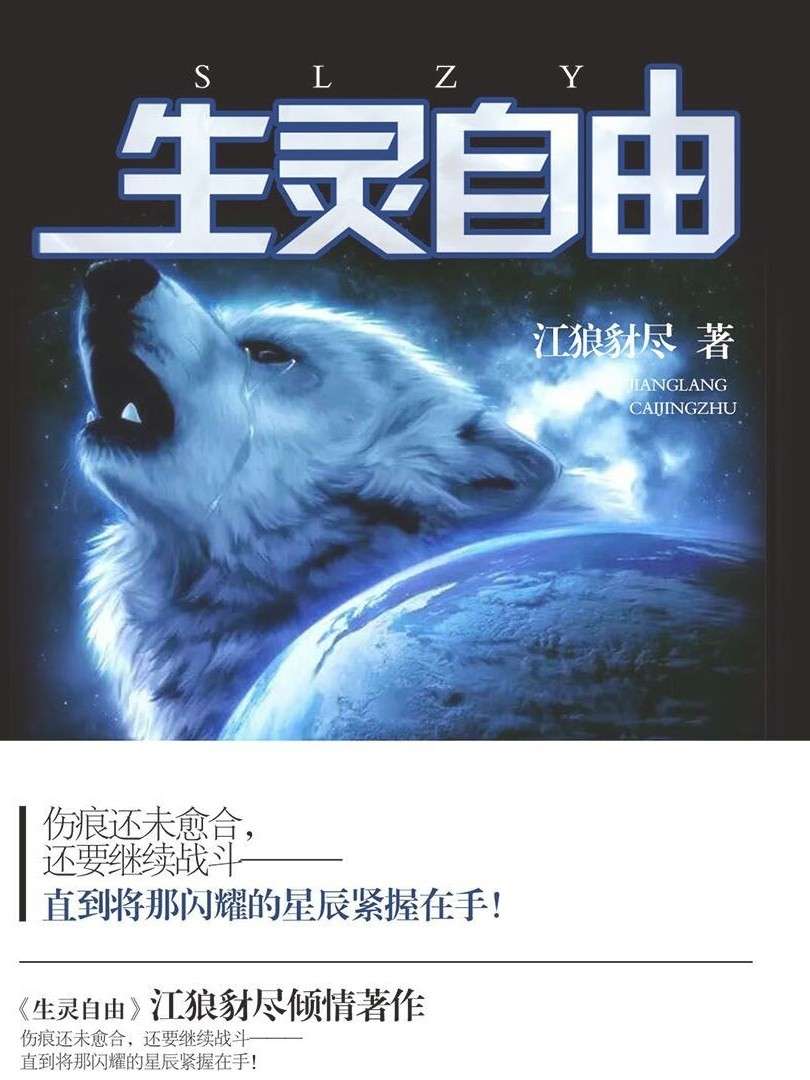 S L Z Y
生灵自由
江狼豺尽 著
JIANGLANG
CAIJINGZHU
伤痕还未愈合，
还要继续战斗——
直到将那闪耀的星辰紧握在手！
《生灵自由》江狼豺尽倾情著作
伤痕还未愈合，还要继续战斗——
直到将那闪耀的星辰紧握在手！